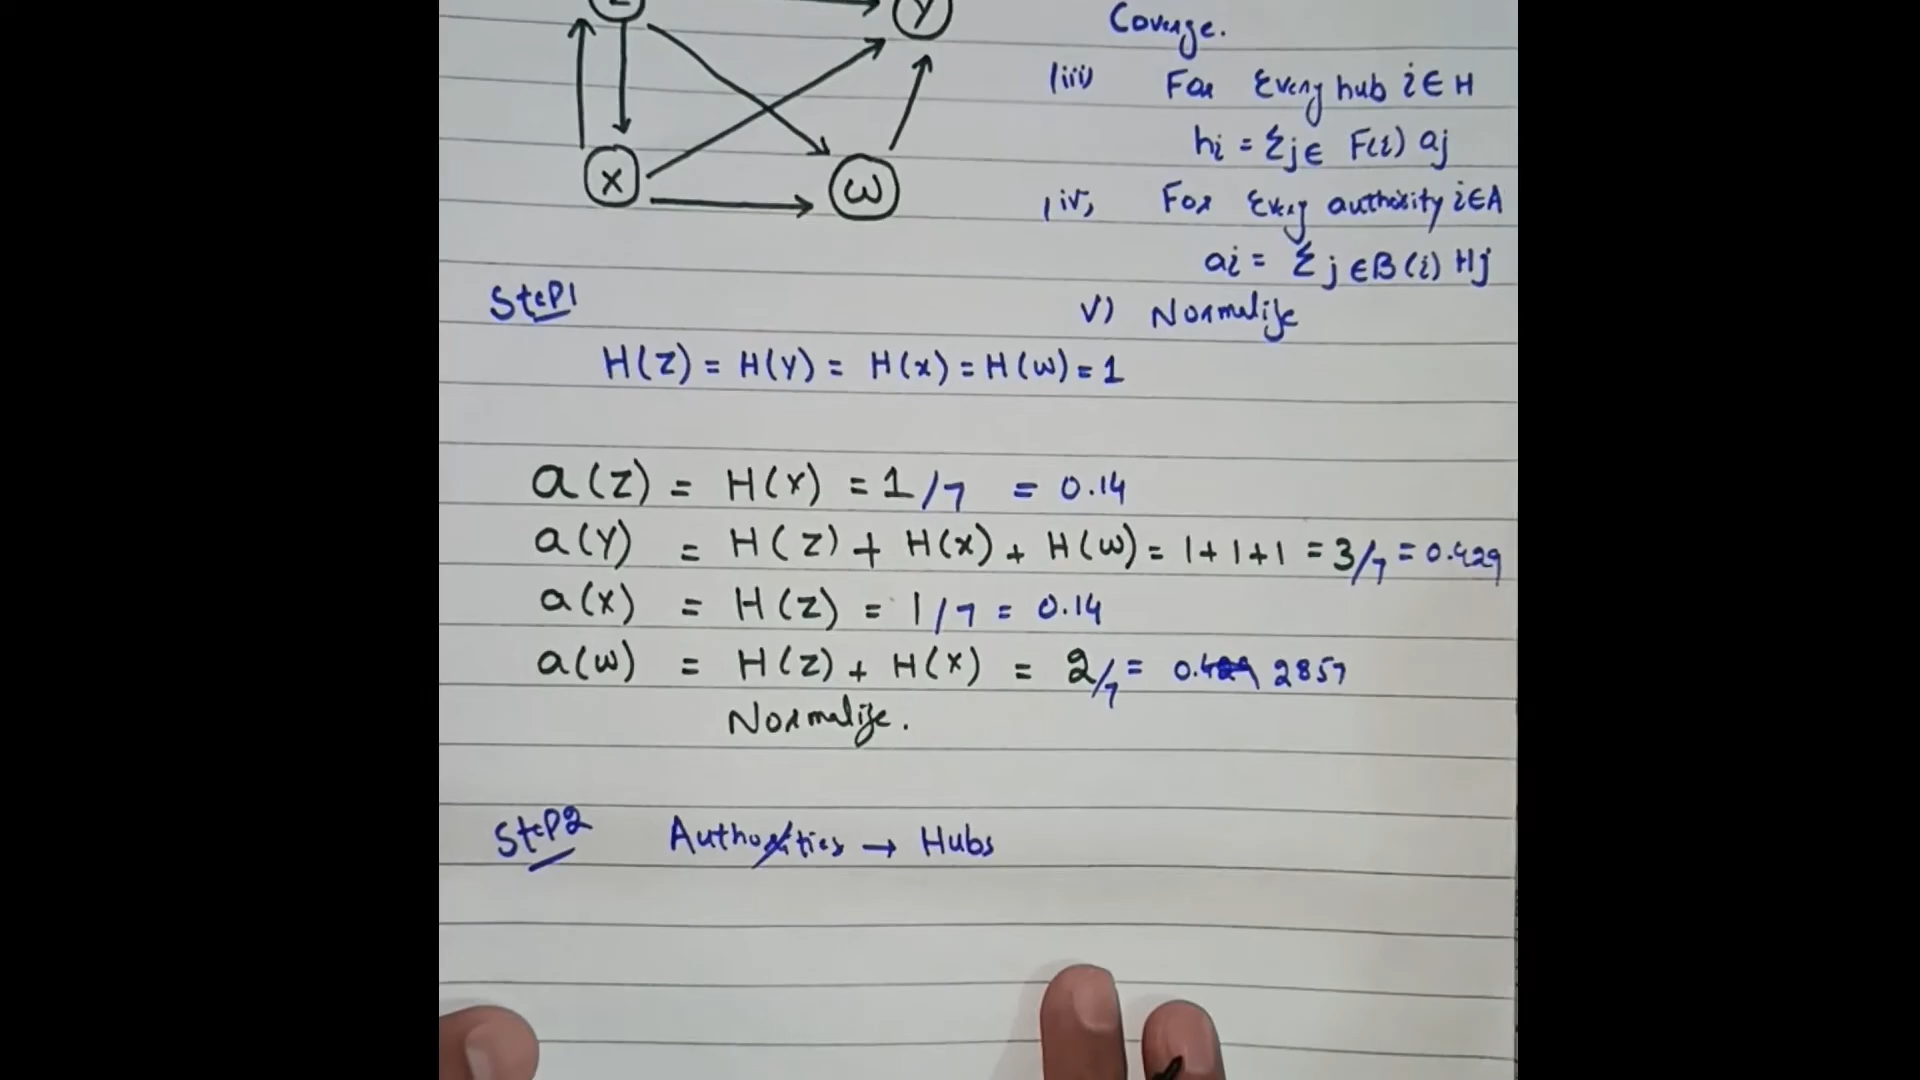 Y
Coverge.
(iii) For Every hub i∈H
hi = Σj∈ F(i) aj
X
W
(iv) For Every authority i∈A
ai = Σj∈B(i) Hj
Step1
v) Normalize
H(Z) = H(Y) = H(X) = H(W) = 1
a(Z) = H(X) = 1/7 = 0.14
a(Y) = H(Z) + H(X) + H(W) = 1+1+1 = 3/7 = 0.429
a(X) = H(Z) = 1/7 = 0.14
a(W) = H(Z) + H(X) = 2/7 = 0.2857
Normalize.
Step2 Authorities → Hubs